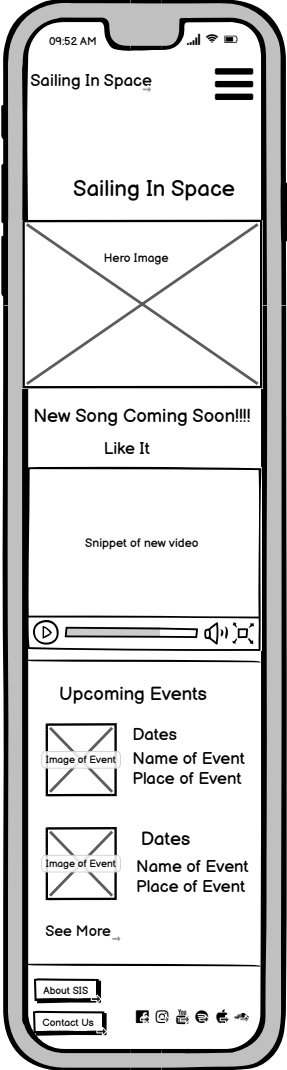 09:52 AM
Sailing In Space
Sailing In Space
Hero Image
New Song Coming Soon!!!!
Like It
Snippet of new video
Upcoming Events
Dates
Image of Event
Name of Event
Place of Event
Dates
Image of Event
Name of Event
Place of Event
See More
About SIS
Contact Us